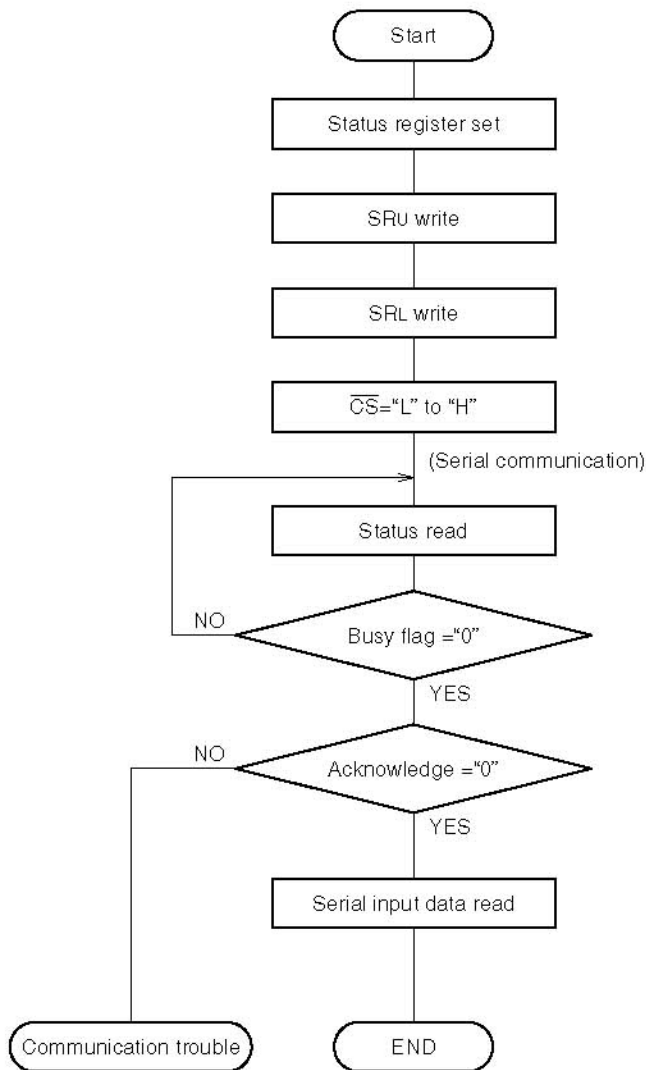 Start
Status register set
SRU write
SRL write
C̅S̅=“L” to “H”
(Serial communication)
Status read
NO
Busy flag =“0”
YES
NO
Acknowledge =“0”
YES
Serial input data read
Communication trouble
END